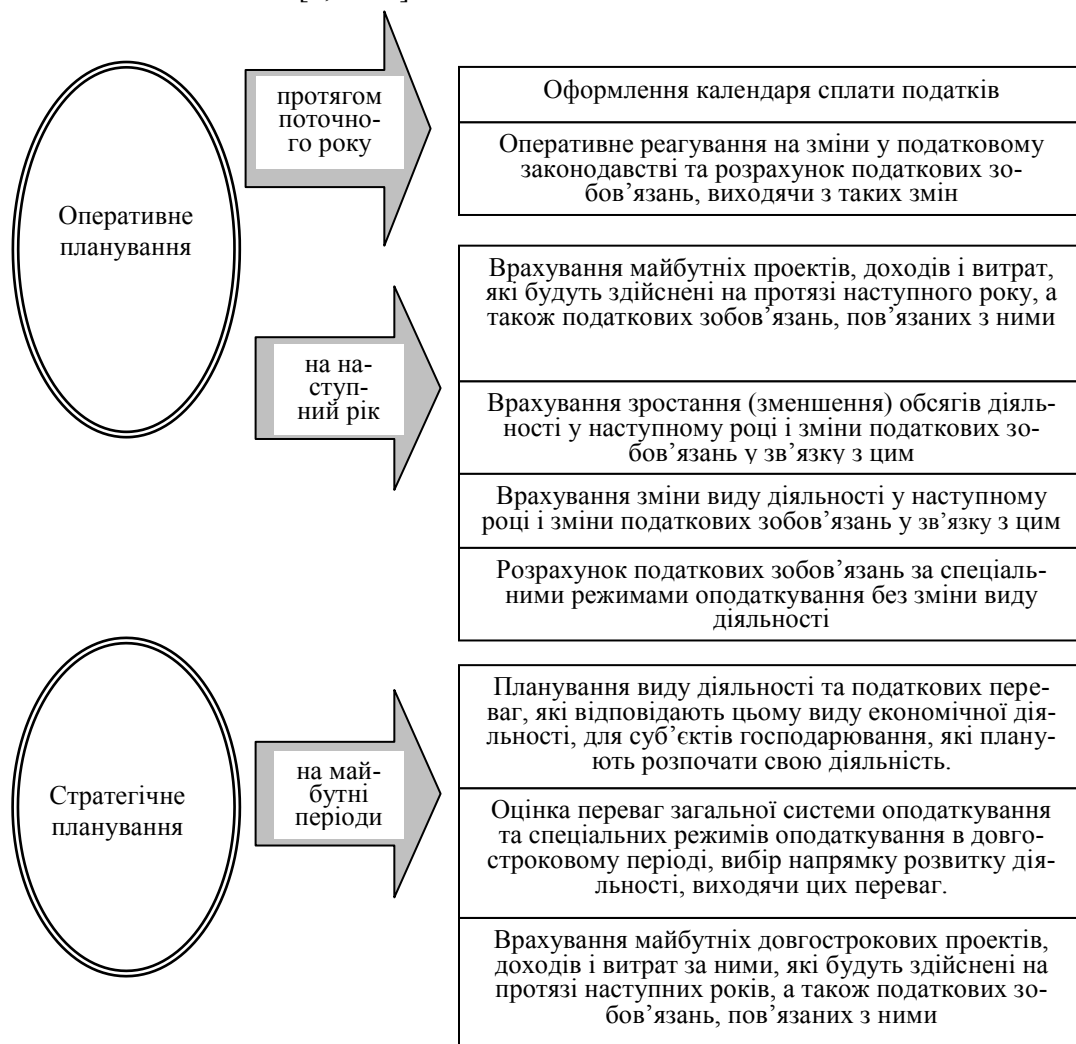 Оперативне
планування
протягом
поточно-
го року
Оформлення календаря сплати податків
Оперативне реагування на зміни у податковому
законодавстві та розрахунок податкових зо-
бов’язань, виходячи з таких змін
на на-
ступ-
ний рік
Врахування майбутніх проектів, доходів і витрат,
які будуть здійснені на протязі наступного року, а
також податкових зобов’язань, пов’язаних з ними
Врахування зростання (зменшення) обсягів діяль-
ності у наступному році і зміни податкових зо-
бов’язань у зв’язку з цим
Врахування зміни виду діяльності у наступному
році і зміни податкових зобов’язань у зв’язку з цим
Розрахунок податкових зобов’язань за спеціаль-
ними режимами оподаткування без зміни виду
діяльності
Стратегічне
планування
на май-
бутні
періоди
Планування виду діяльності та податкових пере-
ваг, які відповідають цьому виду економічної дія-
льності, для суб’єктів господарювання, які плану-
ють розпочати свою діяльність.
Оцінка переваг загальної системи оподаткування
та спеціальних режимів оподаткування в довго-
строковому періоді, вибір напрямку розвитку дія-
льності, виходячи цих переваг.
Врахування майбутніх довгострокових проектів,
доходів і витрат за ними, які будуть здійснені на
протязі наступних років, а також податкових зо-
бов’язань, пов’язаних з ними